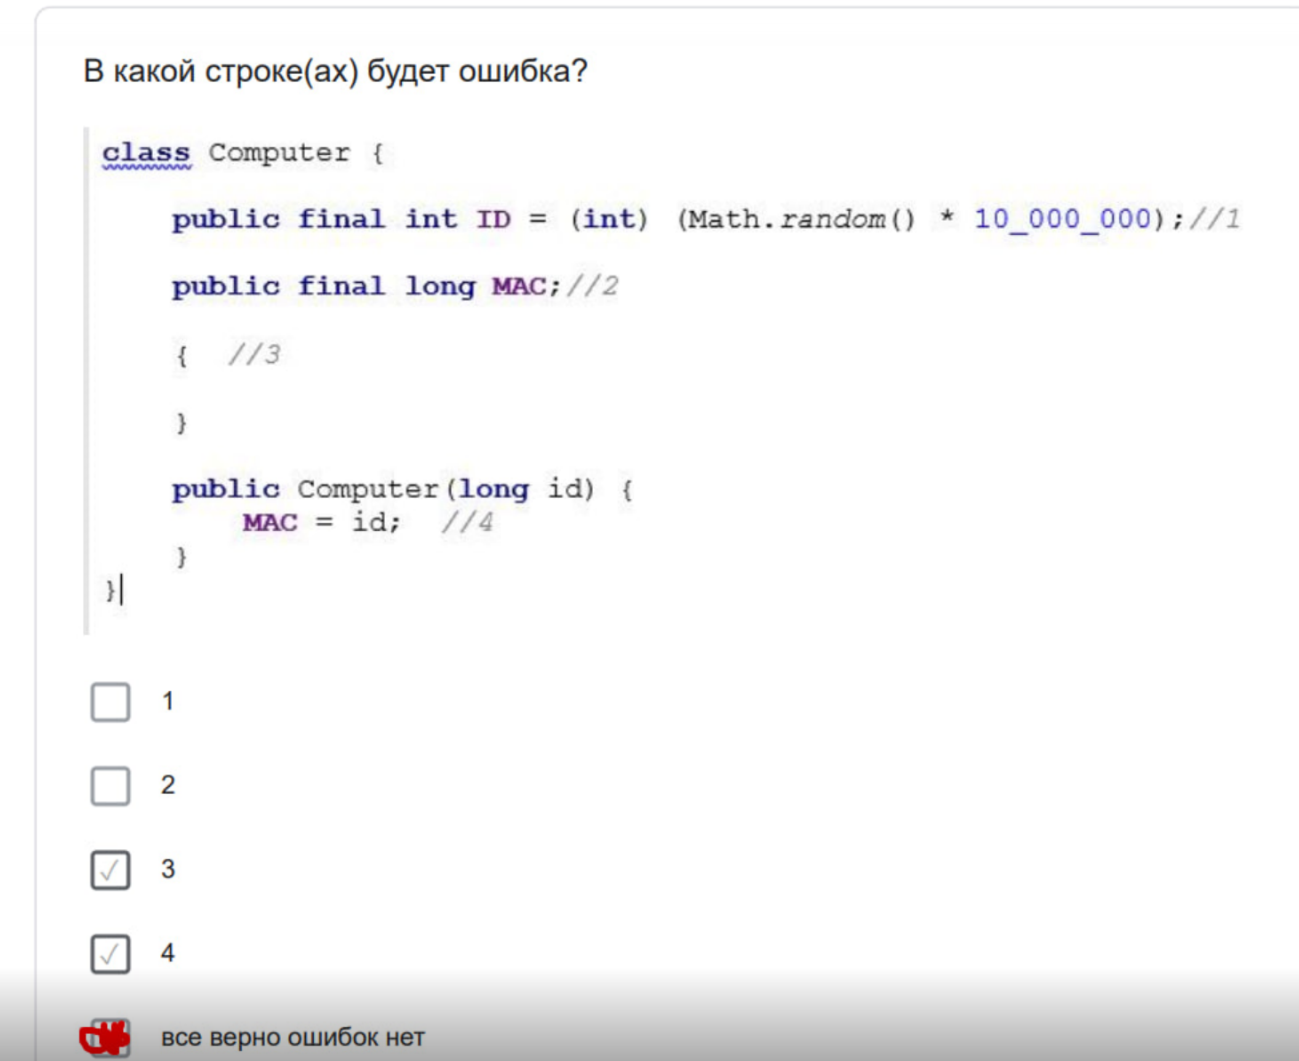 В какой строке(ах) будет ошибка?
class Computer {
public final int ID = (int) (Math.random() * 10_000_000);//1
public final long MAC;//2
{ //3
}
public Computer(long id) {
MAC = id; //4
}
}
1
2
3
4
все верно ошибок нет